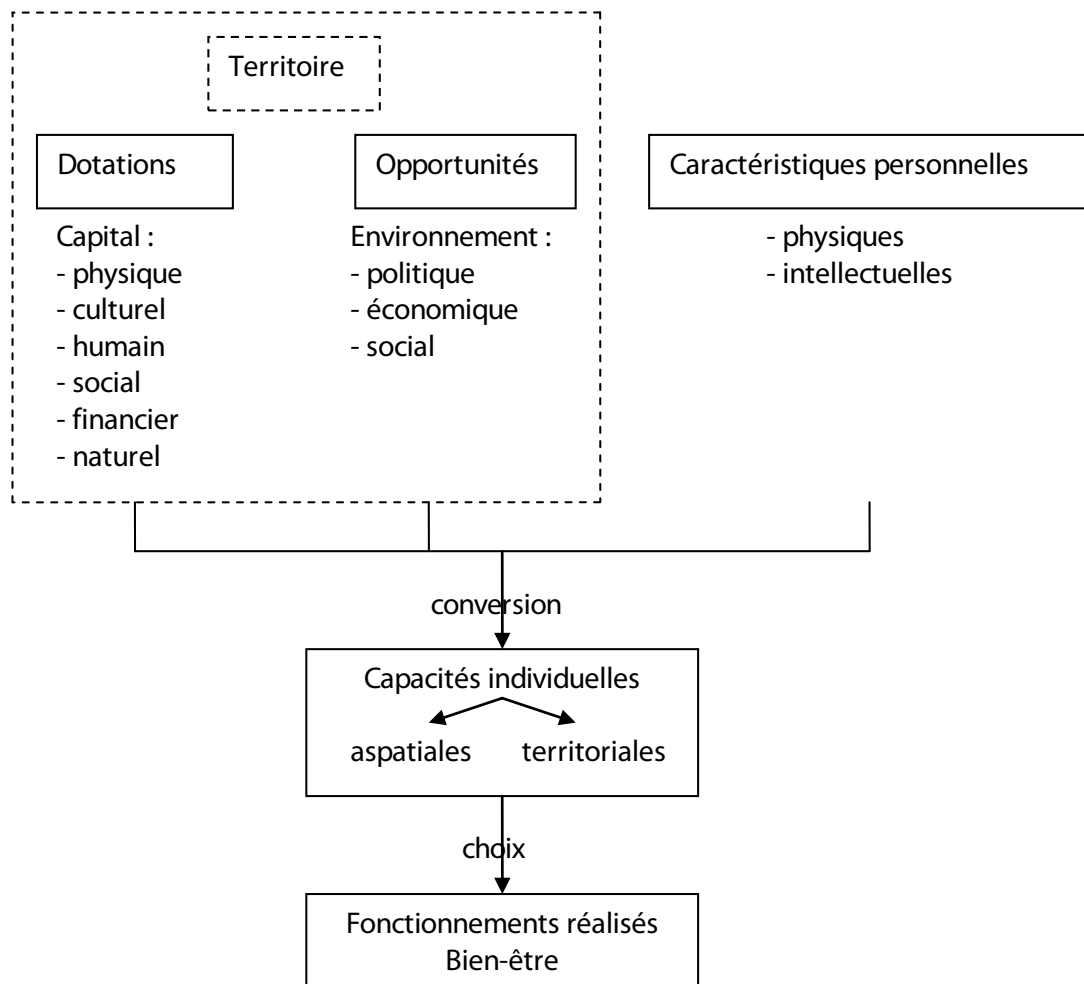 Territoire
Dotations
Capital :
- physique
- culturel
- humain
- social
- financier
- naturel
Opportunités
Environnement :
- politique
- économique
- social
Caractéristiques personnelles
- physiques
- intellectuelles
conversion
Capacités individuelles
aspatiales territoriales
choix
Fonctionnements réalisés
Bien-être